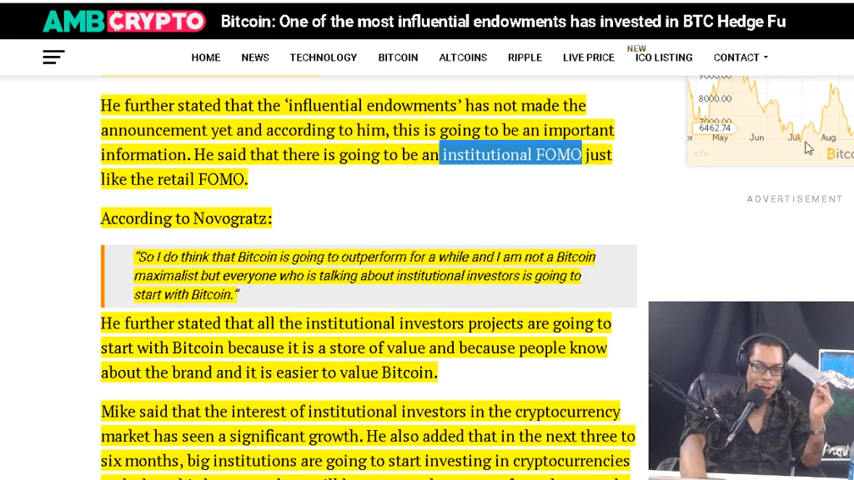 AMBCRYPTO Bitcoin: One of the most influential endowments has invested in BTC Hedge Fu
NEW
HOME NEWS TECHNOLOGY BITCOIN ALTCOINS RIPPLE LIVE PRICE ICO LISTING CONTACT
He further stated that the ‘influential endowments’ has not made the
announcement yet and according to him, this is going to be an important
information. He said that there is going to be an institutional FOMO just
like the retail FOMO.
According to Novogratz:
“So I do think that Bitcoin is going to outperform for a while and I am not a Bitcoin
maximalist but everyone who is talking about institutional investors is going to
start with Bitcoin.”
He further stated that all the institutional investors projects are going to
start with Bitcoin because it is a store of value and because people know
about the brand and it is easier to value Bitcoin.
Mike said that the interest of institutional investors in the cryptocurrency
market has seen a significant growth. He also added that in the next three to
six months, big institutions are going to start investing in cryptocurrencies
8000.00
6462.74
May Jun Jul Aug
</>
Bitco
ADVERTISEMENT